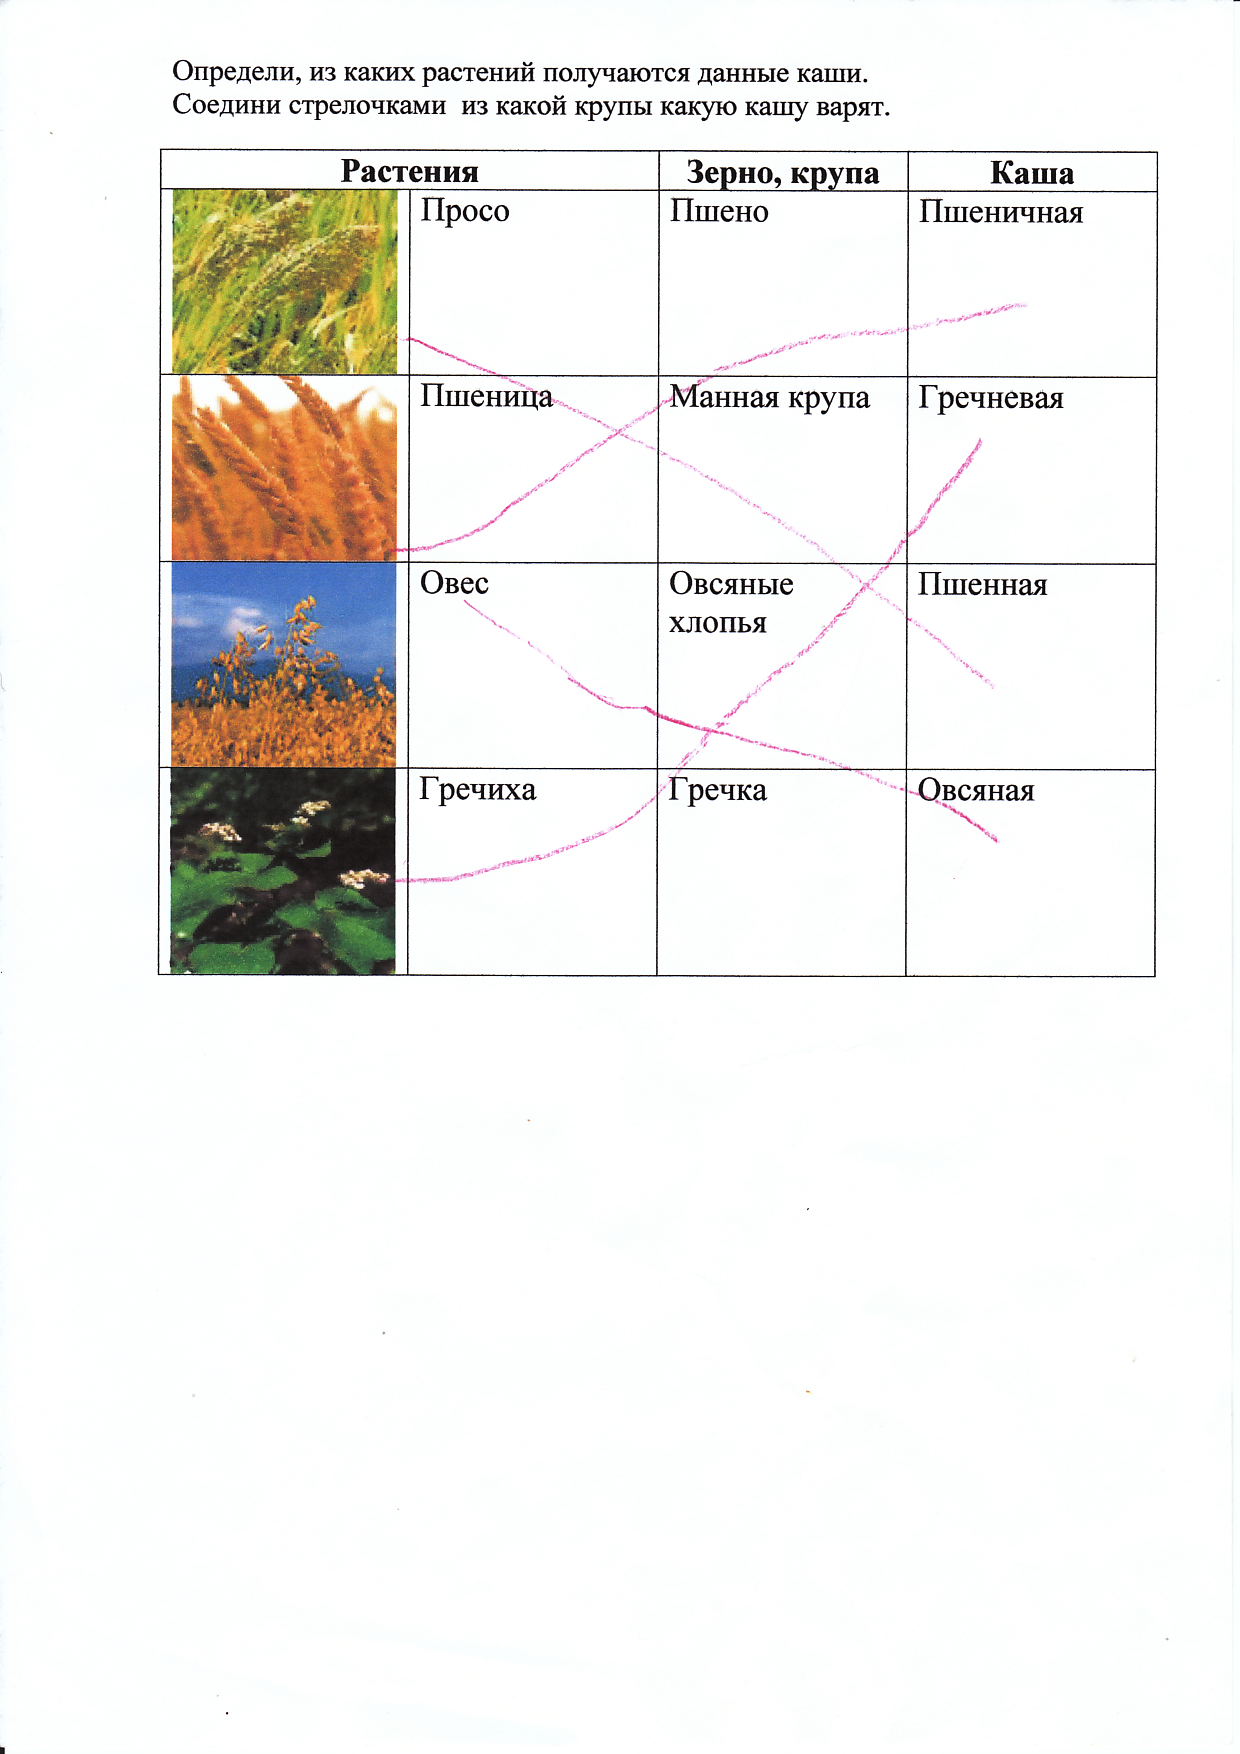 Определи, из каких растений получаются данные каши.
Соедини стрелочками из какой крупы какую кашу варят.
Растения Зерно, крупа Каша
Просо Пшено Пшеничная
Пшеница Манная крупа Гречневая
Овес Овсяные Пшенная
хлопья
Гречиха Гречка Овсяная